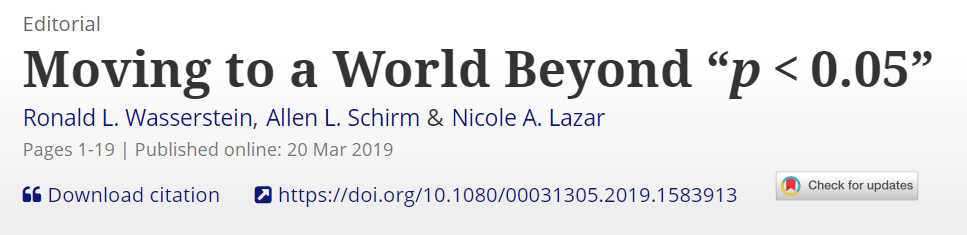 Editorial
Moving to a World Beyond “p < 0.05”
Ronald L. Wasserstein, Allen L. Schirm & Nicole A. Lazar
Pages 1-19 | Published online: 20 Mar 2019
Download citation https://doi.org/10.1080/00031305.2019.1583913 Check for updates